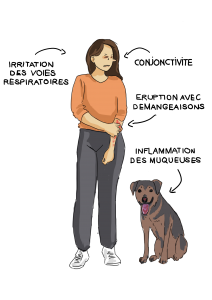 IRRITATION
DES VOIES
RESPIRATOIRES
CONJONCTIVITE
ERUPTION AVEC
DEMANGEAISONS
INFLAMMATION
DES MUQUEUSES